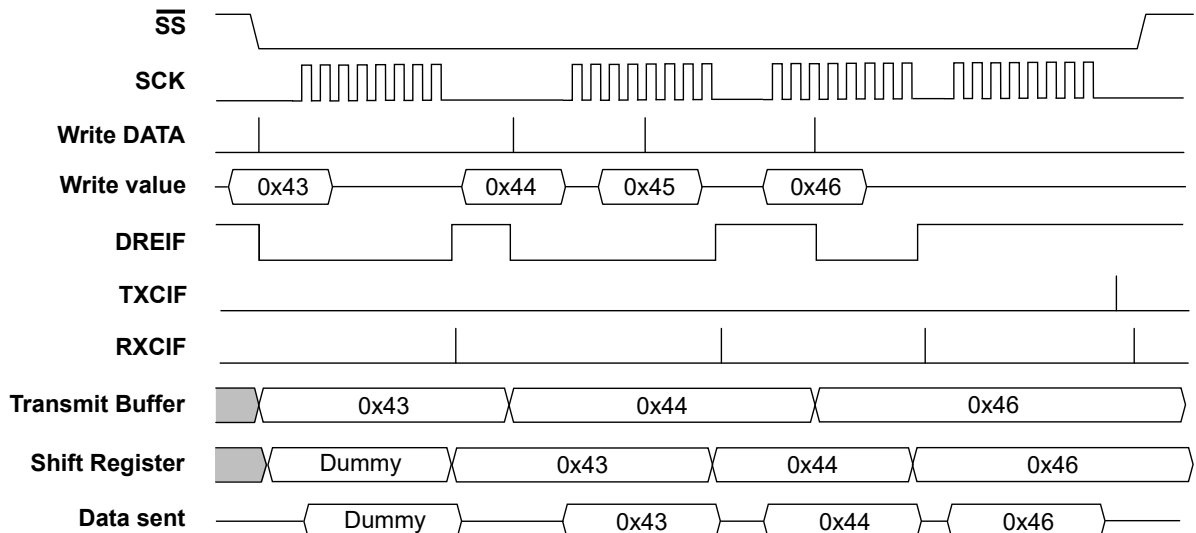 SS
SCK
Write DATA
Write value 0x43 0x44 0x45 0x46
DREIF
TXCIF
RXCIF
Transmit Buffer 0x43 0x44 0x46
Shift Register Dummy 0x43 0x44 0x46
Data sent Dummy 0x43 0x44 0x46